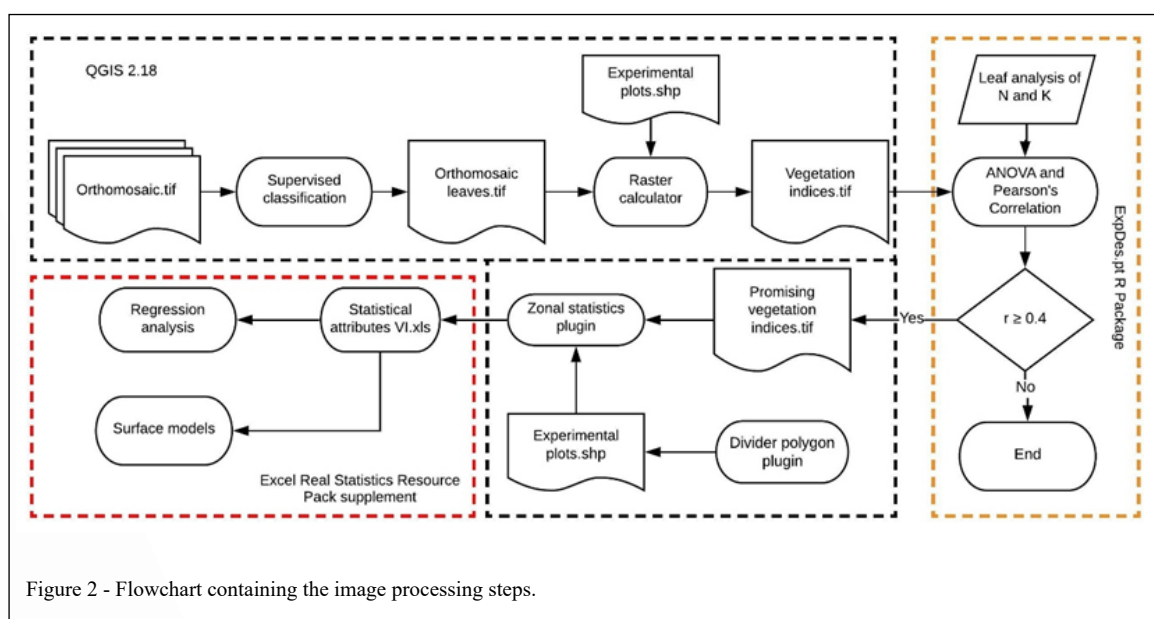 QGIS 2.18
Orthomosaic.tif
Supervised
classification
Orthomosaic
leaves.tif
Experimental
plots.shp
Raster
calculator
Vegetation
indices.tif
Leaf analysis of
N and K
ANOVA and
Pearson's
Correlation
r ≥ 0.4
Yes
No
End
ExpDes.pt R Package
Promising
vegetation
indices.tif
Zonal statistics
plugin
Experimental
plots.shp
Divider polygon
plugin
Statistical
attributes VI.xls
Regression
analysis
Surface models
Excel Real Statistics Resource
Pack supplement
Figure 2 - Flowchart containing the image processing steps.